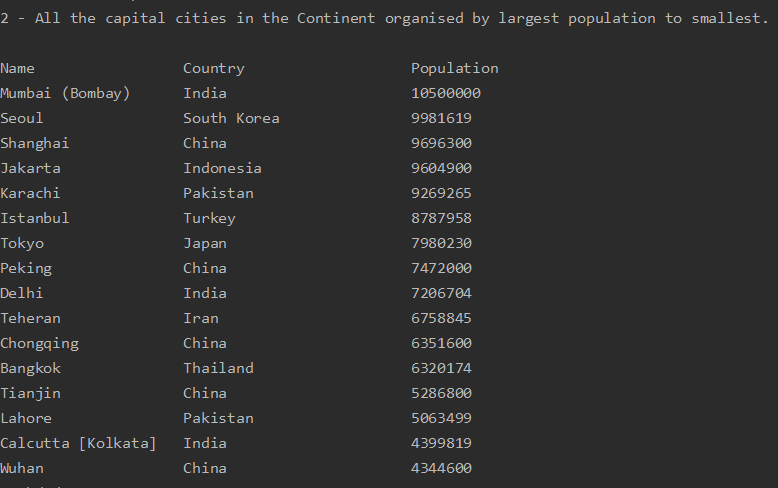 2 - All the capital cities in the Continent organised by largest population to smallest.
Name Country Population
Mumbai (Bombay) India 10500000
Seoul South Korea 9981619
Shanghai China 9696300
Jakarta Indonesia 9604900
Karachi Pakistan 9269265
Istanbul Turkey 8787958
Tokyo Japan 7980230
Peking China 7472000
Delhi India 7206704
Teheran Iran 6758845
Chongqing China 6351600
Bangkok Thailand 6320174
Tianjin China 5286800
Lahore Pakistan 5063499
Calcutta [Kolkata] India 4399819
Wuhan China 4344600